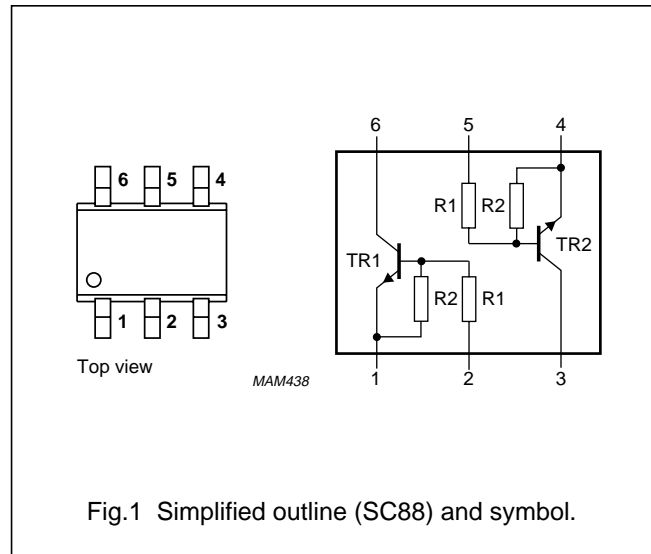 6 5 4
1 2 3
Top view
MAM438
6 5 4
R1 R2
TR1 TR2
R2 R1
1 2 3
Fig.1 Simplified outline (SC88) and symbol.